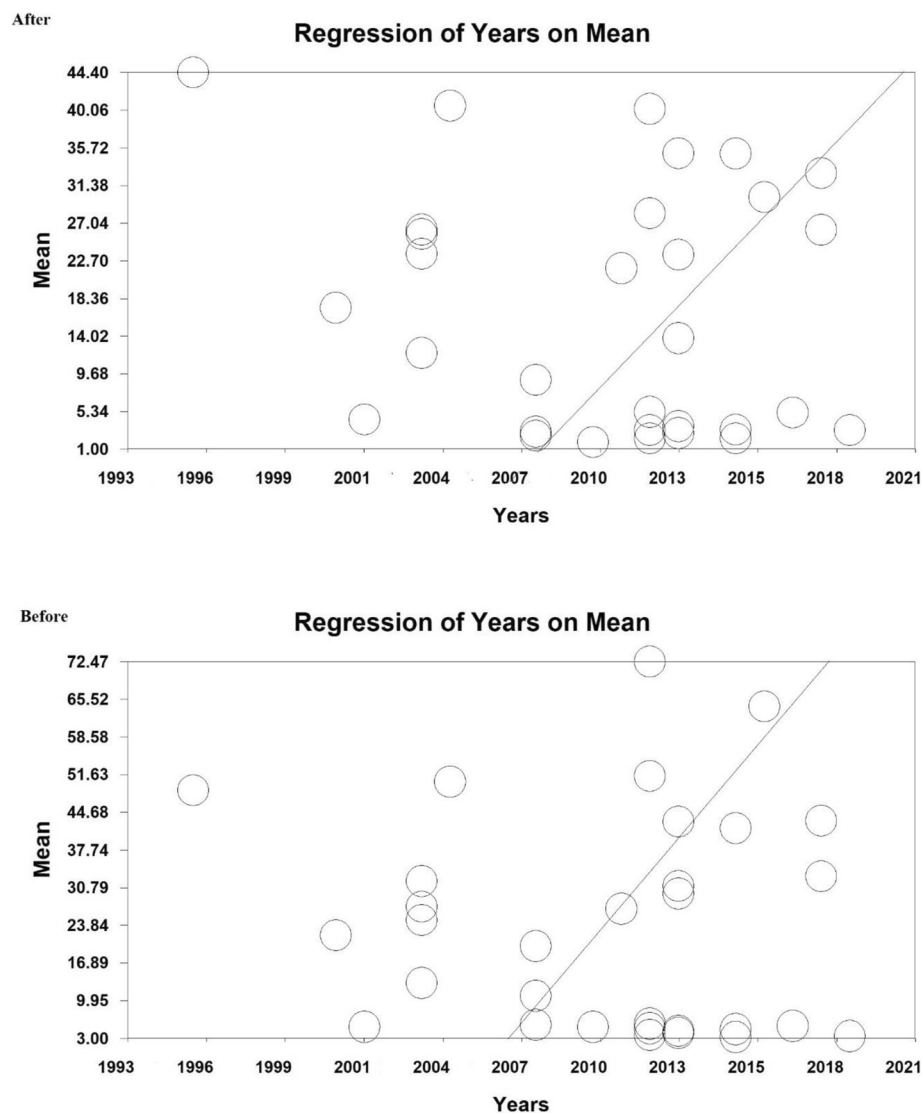 After
Regression of Years on Mean
44.40
40.06
35.72
31.38
27.04
22.70
18.36
14.02
9.68
5.34
1.00
Mean
1993 1996 1999 2001 2004 2007 2010 2013 2015 2018 2021
Years
Before
Regression of Years on Mean
72.47
65.52
58.58
51.63
44.68
37.74
30.79
23.84
16.89
9.95
3.00
Mean
1993 1996 1999 2001 2004 2007 2010 2013 2015 2018 2021
Years